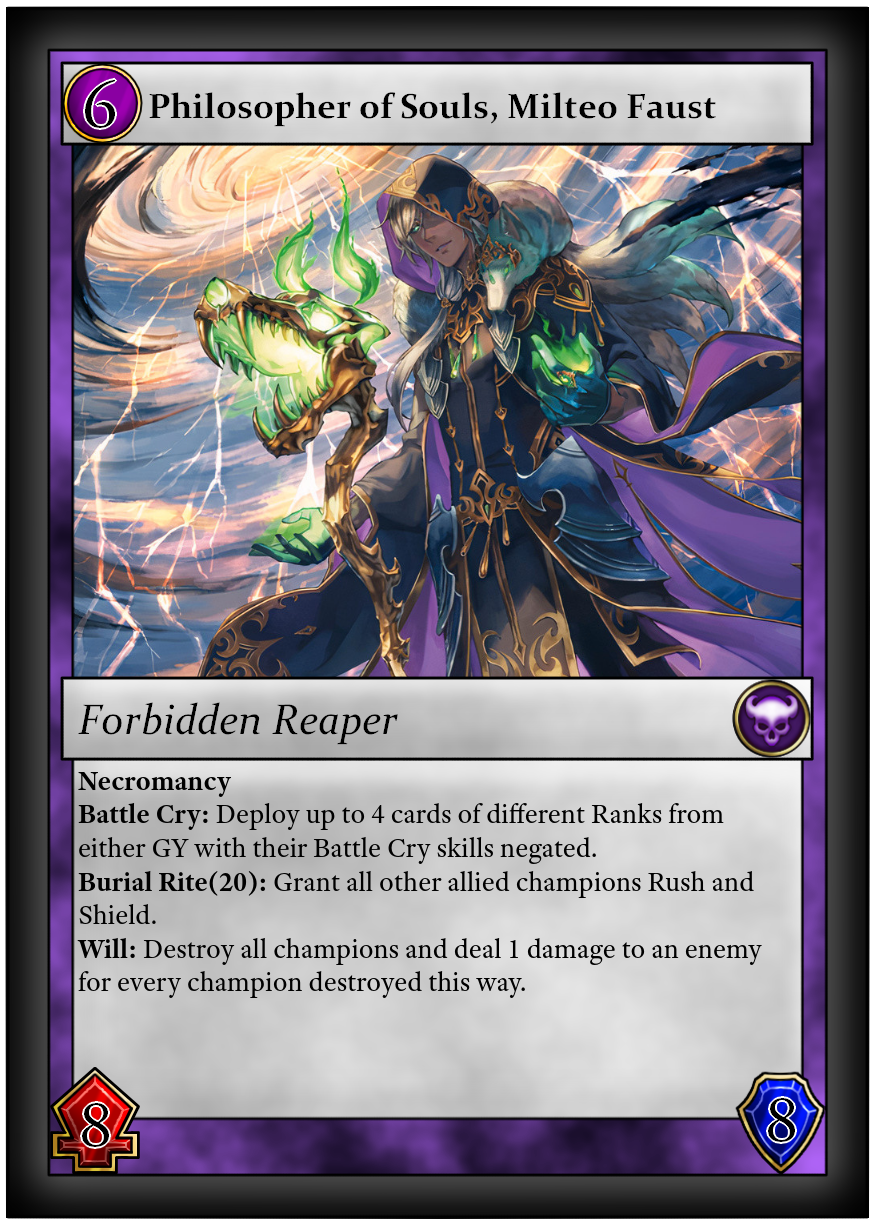 6
Philosopher of Souls, Milteo Faust
Forbidden Reaper
Necromancy
Battle Cry: Deploy up to 4 cards of different Ranks from
either GY with their Battle Cry skills negated.
Burial Rite(20): Grant all other allied champions Rush and
Shield.
Will: Destroy all champions and deal 1 damage to an enemy
for every champion destroyed this way.
8
8